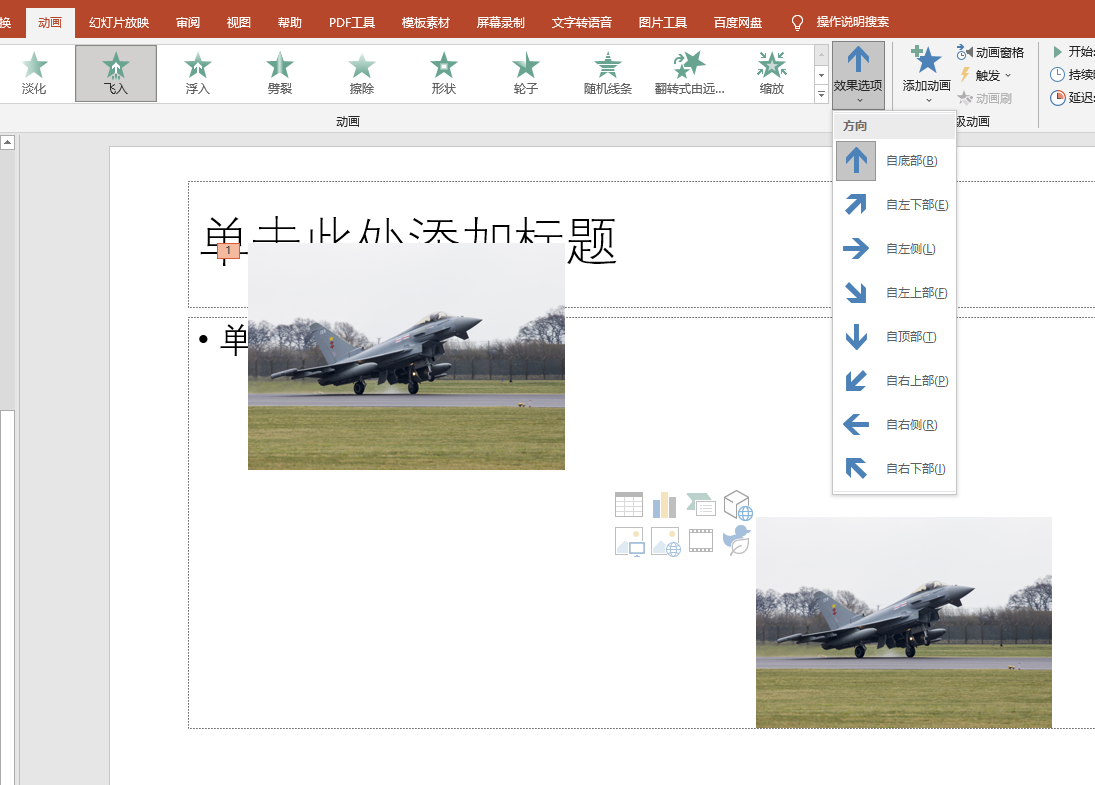 换 动画 幻灯片放映 审阅 视图 帮助 PDF工具 模板素材 屏幕录制 文字转语音 图片工具 百度网盘 操作说明搜索
淡化 飞入 浮入 劈裂 擦除 形状 轮子 随机线条 翻转式由远... 缩放 效果选项 添加动画
动画窗格
触发
动画刷
开始:
持续
延迟:
动画
级动画
方向
自底部(B)
自左下部(E)
自左侧(L)
自左上部(F)
自顶部(T)
自右上部(P)
自右侧(R)
自右下部(I)
单击此处添加标题
1
• 单